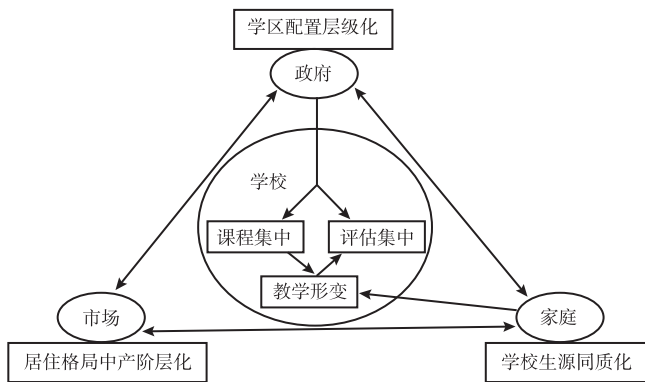 学区配置层级化
政府
学校
课程集中
评估集中
教学形变
市场
家庭
居住格局中产阶层化
学校生源同质化